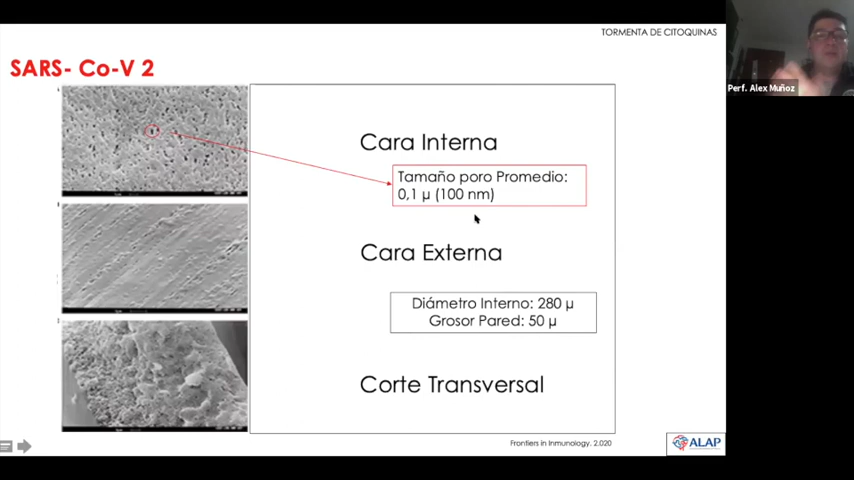 TORMENTA DE CITOQUINAS
SARS- Co-V 2
Perf. Alex Muñoz
Cara Interna
Tamaño poro Promedio:
0,1 µ (100 nm)
Cara Externa
Diámetro Interno: 280 µ
Grosor Pared: 50 µ
Corte Transversal
Frontiers in Inmunology. 2.020
ALAP